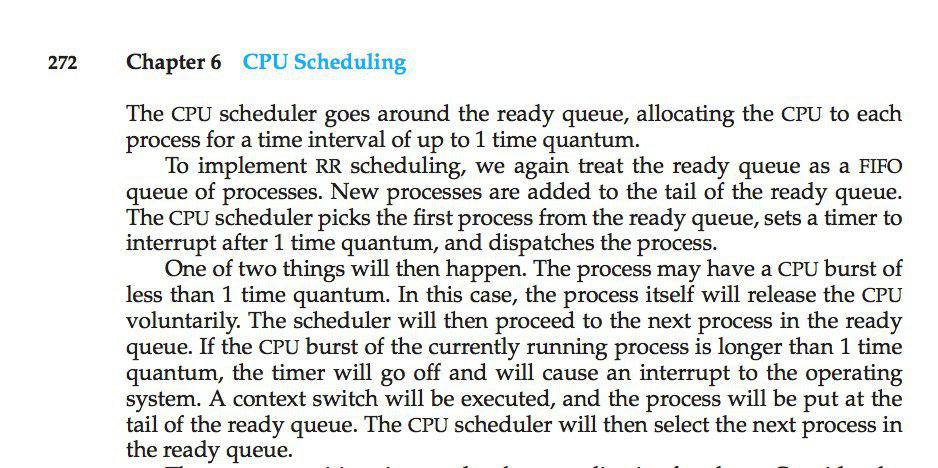 272 Chapter 6 CPU Scheduling
The CPU scheduler goes around the ready queue, allocating the CPU to each
process for a time interval of up to 1 time quantum.
To implement RR scheduling, we again treat the ready queue as a FIFO
queue of processes. New processes are added to the tail of the ready queue.
The CPU scheduler picks the first process from the ready queue, sets a timer to
interrupt after 1 time quantum, and dispatches the process.
One of two things will then happen. The process may have a CPU burst of
less than 1 time quantum. In this case, the process itself will release the CPU
voluntarily. The scheduler will then proceed to the next process in the ready
queue. If the CPU burst of the currently running process is longer than 1 time
quantum, the timer will go off and will cause an interrupt to the operating
system. A context switch will be executed, and the process will be put at the
tail of the ready queue. The CPU scheduler will then select the next process in
the ready queue.